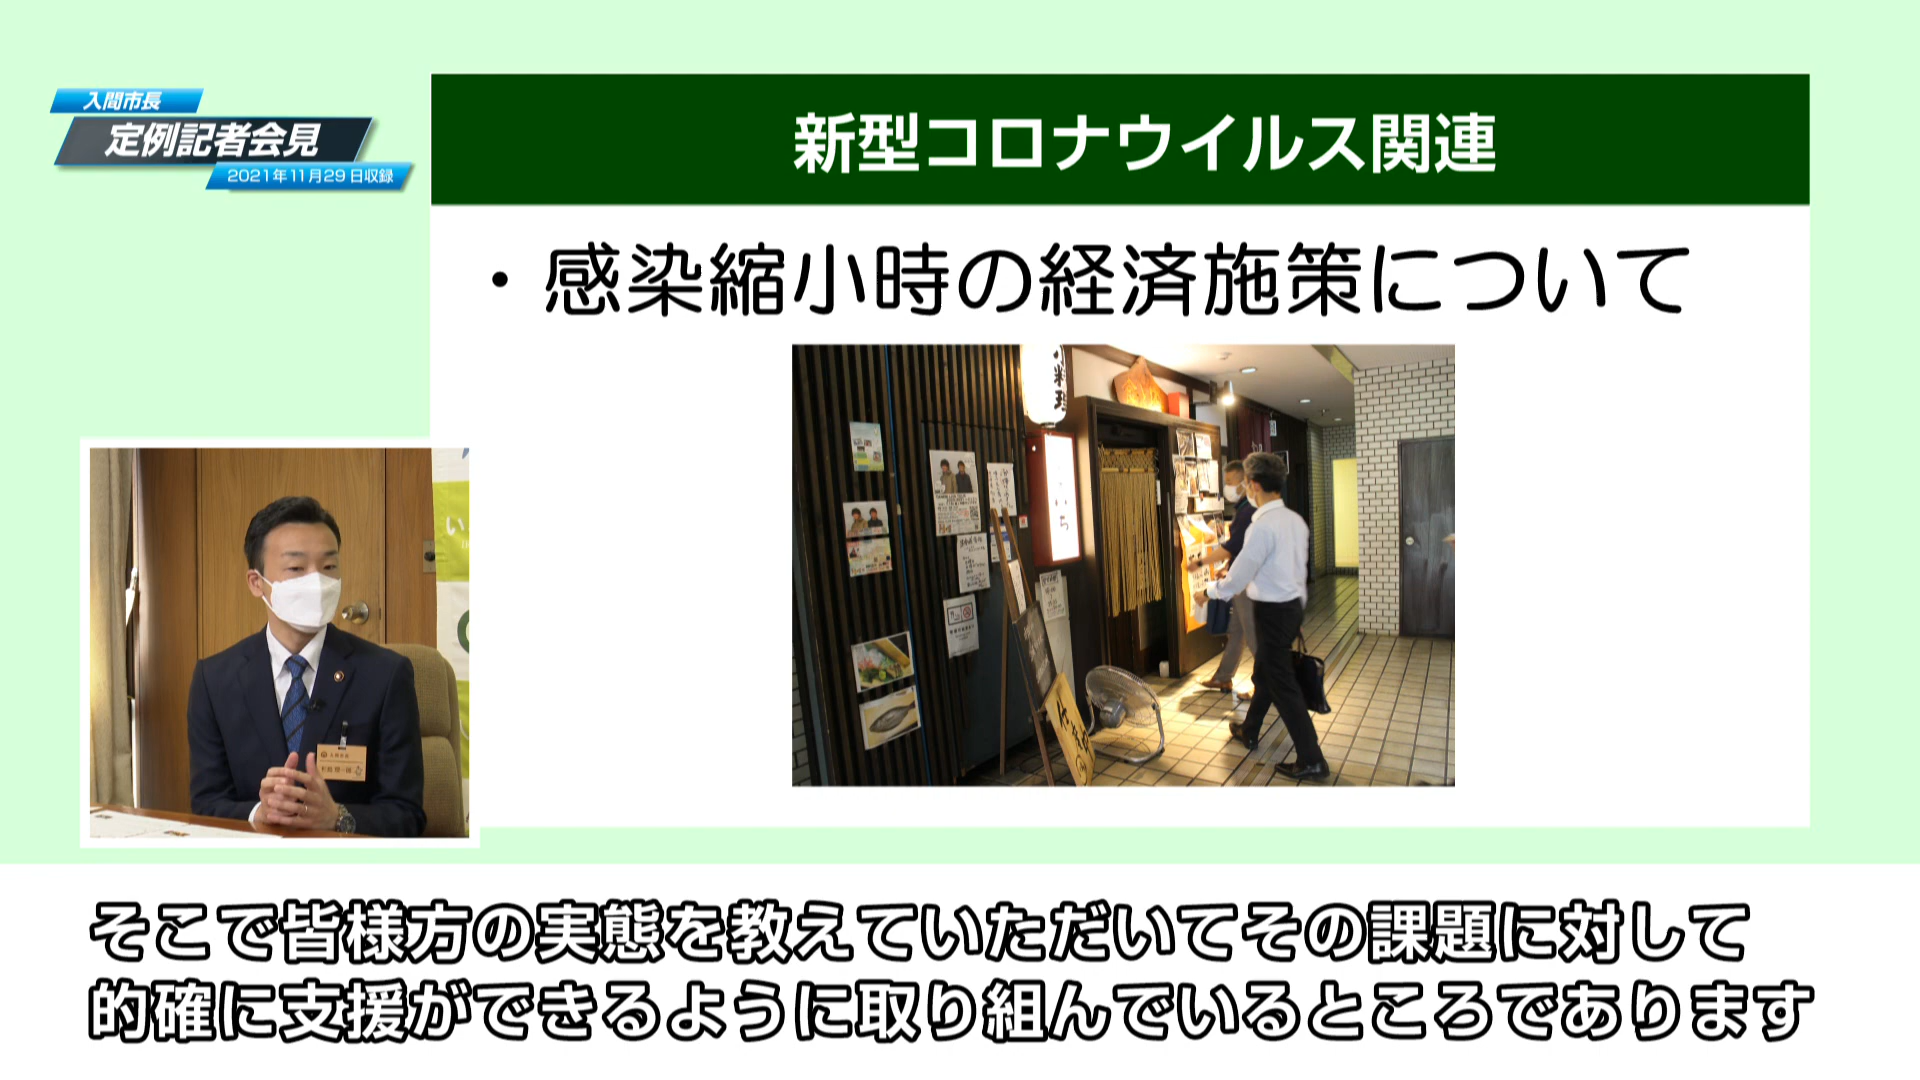 入間市長
定例記者会見
2021年11月29日収録
新型コロナウイルス関連
・感染縮小時の経済施策について
そこで皆様方の実態を教えていただいてその課題に対して
的確に支援ができるように取り組んでいるところであります